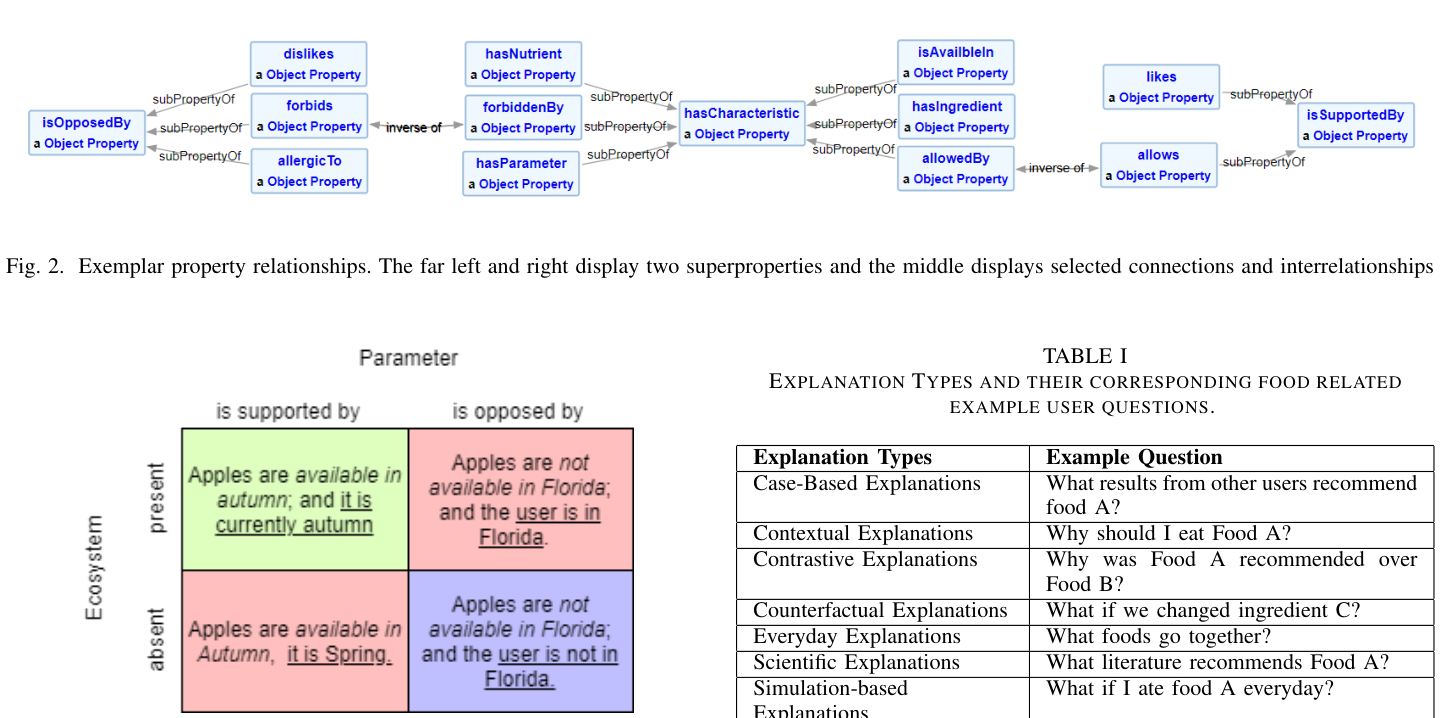 dislikes
a Object Property
hasNutrient
a Object Property
isAvailbleIn
a Object Property
likes
a Object Property
subPropertyOf
subPropertyOf
subPropertyOf
subPropertyOf
isOpposedBy
a Object Property
forbids
a Object Property
forbiddenBy
a Object Property
hasCharacteristic
a Object Property
hasIngredient
a Object Property
isSupportedBy
a Object Property
subPropertyOf
inverse of
subPropertyOf
subPropertyOf
allergicTo
a Object Property
hasParameter
a Object Property
allowedBy
a Object Property
allows
a Object Property
subPropertyOf
subPropertyOf
subPropertyOf
inverse of
subPropertyOf
Fig. 2. Exemplar property relationships. The far left and right display two superproperties and the middle displays selected connections and interrelationships
Parameter
is supported by
is opposed by
Ecosystem
present
Apples are available in
autumn; and it is
currently autumn
Apples are not
available in Florida;
and the user is in
Florida.
absent
Apples are available in
Autumn, it is Spring.
Apples are not
available in Florida;
and the user is not in
Florida.
TABLE I
EXPLANATION TYPES AND THEIR CORRESPONDING FOOD RELATED
EXAMPLE USER QUESTIONS.
Explanation Types
Example Question
Case-Based Explanations
What results from other users recommend
food A?
Contextual Explanations
Why should I eat Food A?
Contrastive Explanations
Why was Food A recommended over
Food B?
Counterfactual Explanations
What if we changed ingredient C?
Everyday Explanations
What foods go together?
Scientific Explanations
What literature recommends Food A?
Simulation-based
Explanations
What if I ate food A everyday?